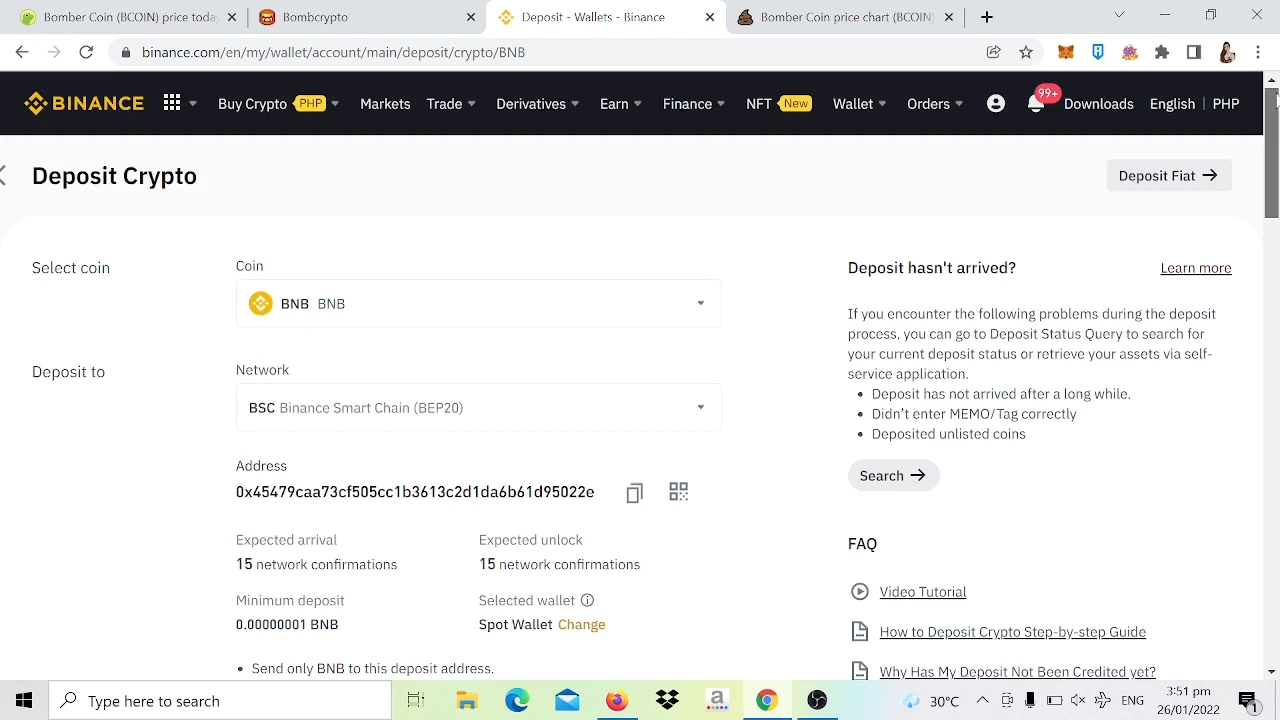 Bomber Coin (BCOIN) price today
Bombcrypto
Deposit - Wallets - Binance
Bomber Coin price chart (BCOIN)
binance.com/en/my/wallet/account/main/deposit/crypto/BNB
BINANCE
Buy Crypto PHP
Markets
Trade
Derivatives
Earn
Finance
NFT New
Wallet
Orders
99+
Downloads
English | PHP
Deposit Crypto
Deposit Fiat
Select coin
Coin
BNB BNB
Deposit to
Network
BSC Binance Smart Chain (BEP20)
Address
0x45479caa73cf505cc1b3613c2d1da6b61d95022e
Expected arrival
15 network confirmations
Expected unlock
15 network confirmations
Minimum deposit
0.00000001 BNB
Selected wallet
Spot Wallet Change
• Send only BNB to this deposit address.
Deposit hasn't arrived?
Learn more
If you encounter the following problems during the deposit
process, you can go to Deposit Status Query to search for
your current deposit status or retrieve your assets via self-
service application.
• Deposit has not arrived after a long while.
• Didn’t enter MEMO/Tag correctly
• Deposited unlisted coins
Search
FAQ
Video Tutorial
How to Deposit Crypto Step-by-step Guide
Why Has My Deposit Not Been Credited yet?
Type here to search
a
30°C
ENG
3:51 pm
26/01/2022
1